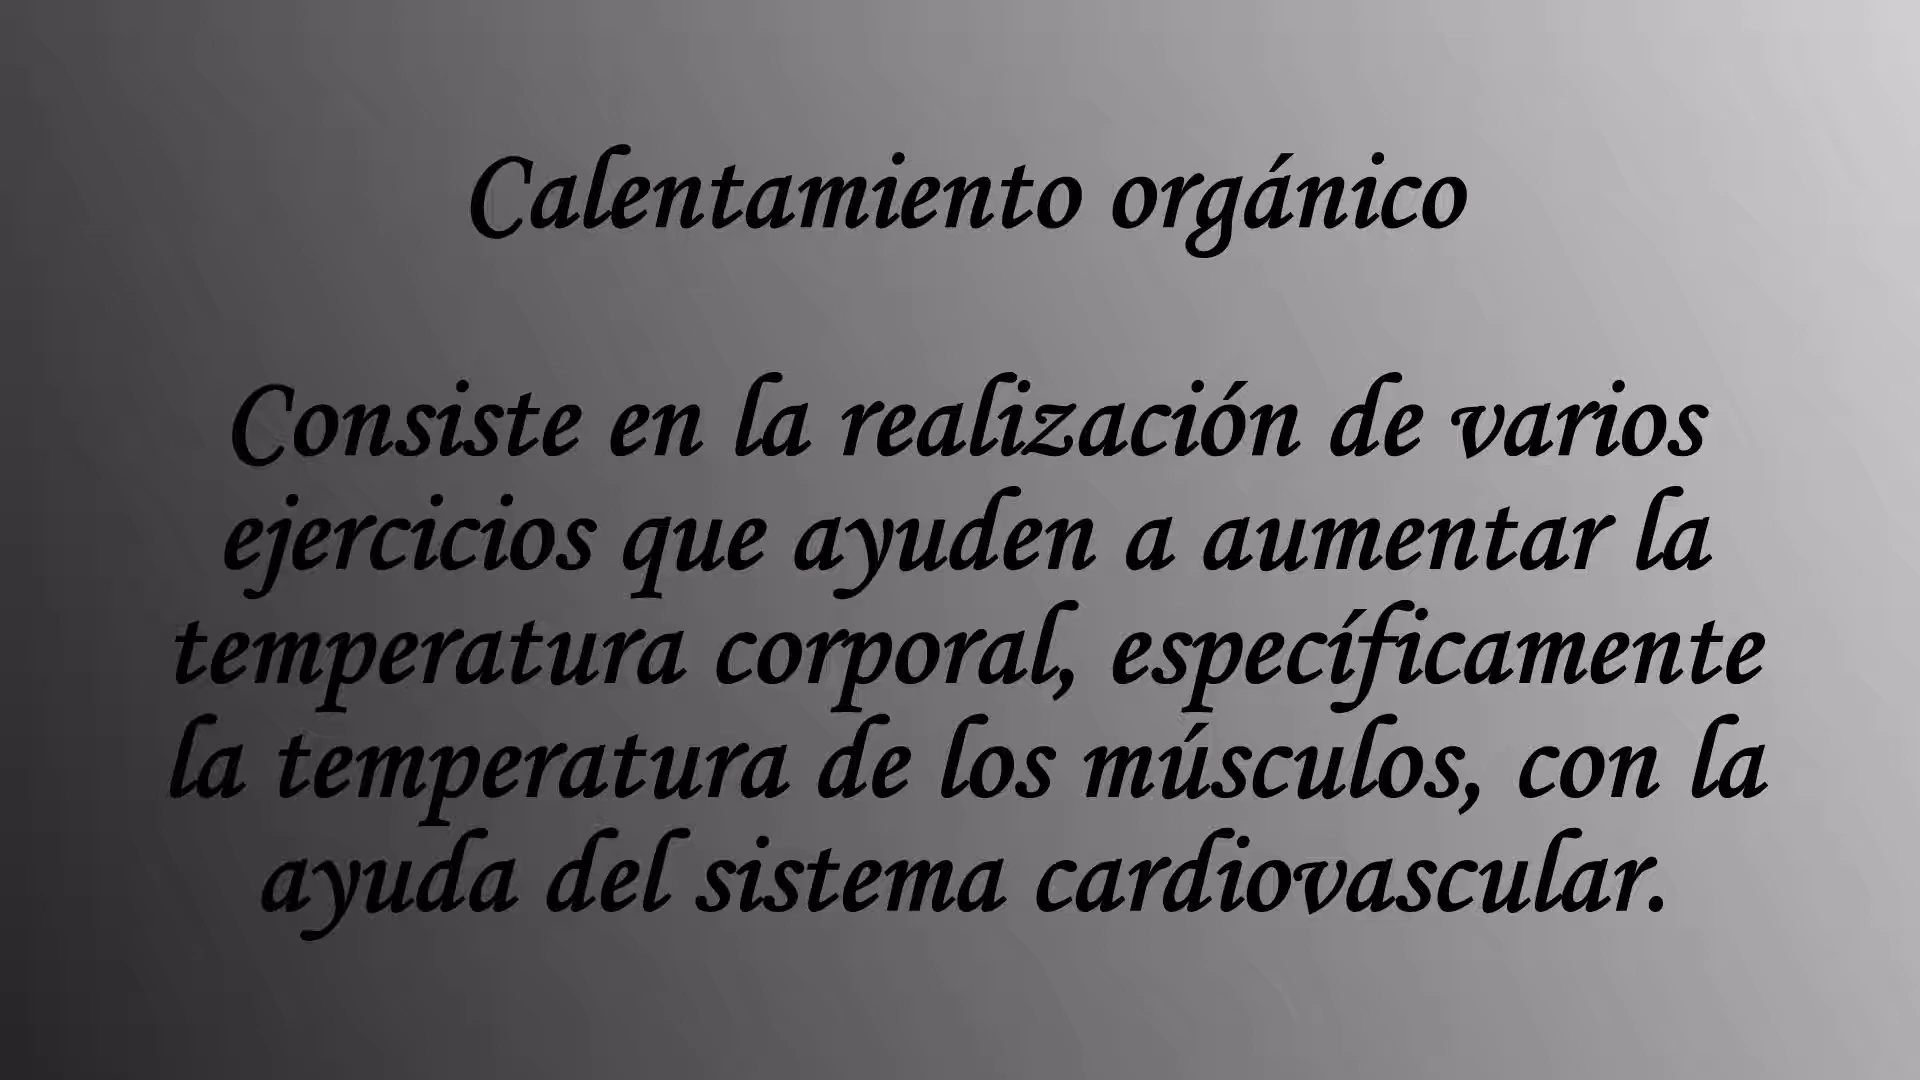 Calentamiento orgánico
Consiste en la realización de varios
ejercicios que ayuden a aumentar la
temperatura corporal, específicamente
la temperatura de los músculos, con la
ayuda del sistema cardiovascular.